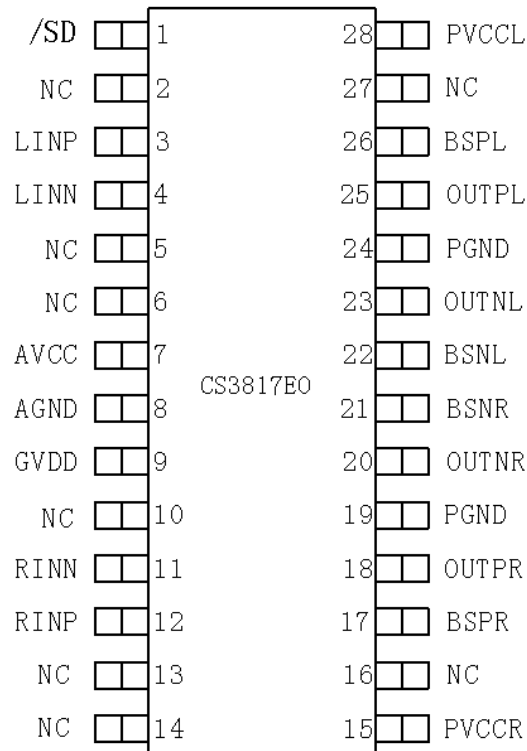 /SD 1 28 PVCCL
NC 2 27 NC
LINP 3 26 BSPL
LINN 4 25 OUTPL
NC 5 24 PGND
NC 6 23 OUTNL
AVCC 7 22 BSNL
CS3817EO
AGND 8 21 BSNR
GVDD 9 20 OUTNR
NC 10 19 PGND
RINN 11 18 OUTPR
RINP 12 17 BSPR
NC 13 16 NC
NC 14 15 PVCCR